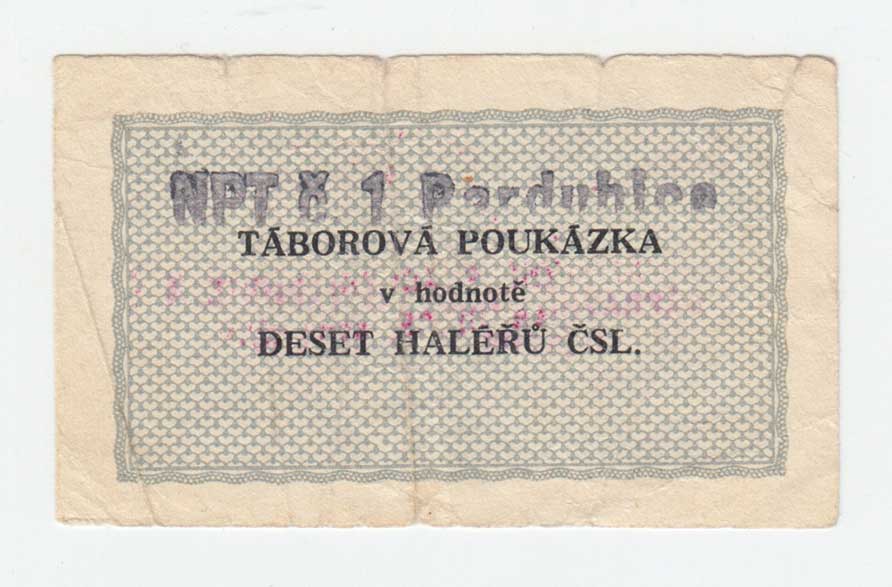 NPT č. 1 Pardubice
TÁBOROVÁ POUKÁZKA
v hodnotě
DESET HALÉŘŮ ČSL.